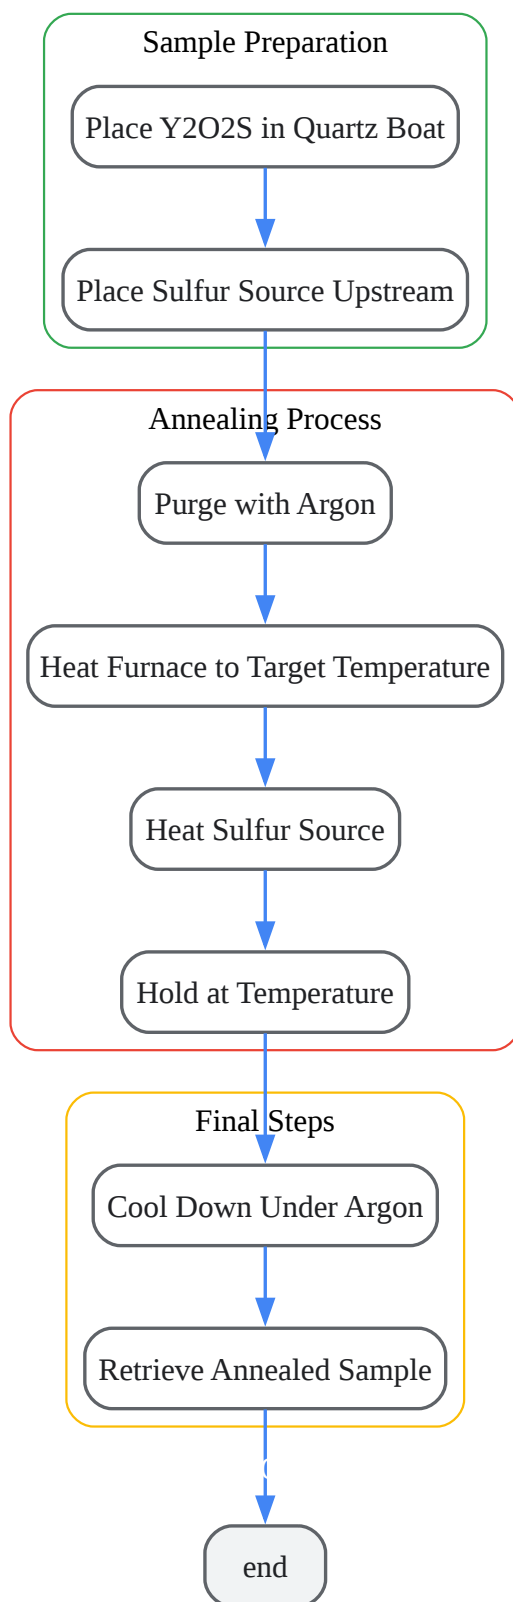 Sample Preparation
Place Y2O2S in Quartz Boat
Place Sulfur Source Upstream
Annealing Process
Purge with Argon
Heat Furnace to Target Temperature
Heat Sulfur Source
Hold at Temperature
Final Steps
Cool Down Under Argon
Retrieve Annealed Sample
end